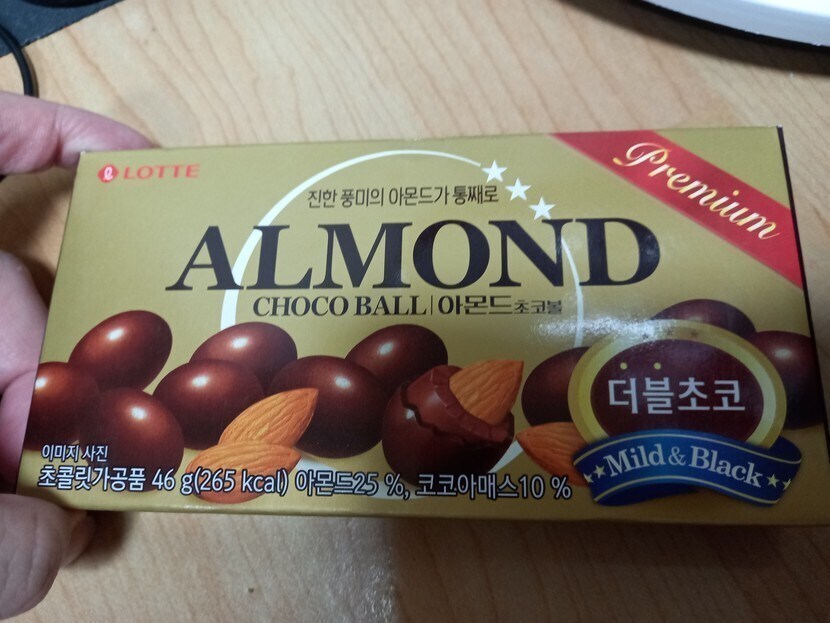 LOTTE
Premium
진한 풍미의 아몬드가 통째로
ALMOND
CHOCO BALL | 아몬드 초코볼
더블초코
Mild & Black
이미지 사진
초콜릿가공품 46 g(265 kcal) 아몬드25 %, 코코아매스10 %